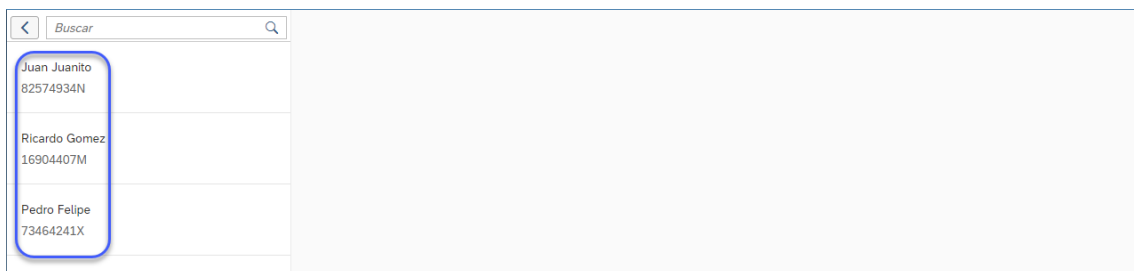 Buscar
Juan Juanito
82574934N
Ricardo Gomez
16904407M
Pedro Felipe
73464241X